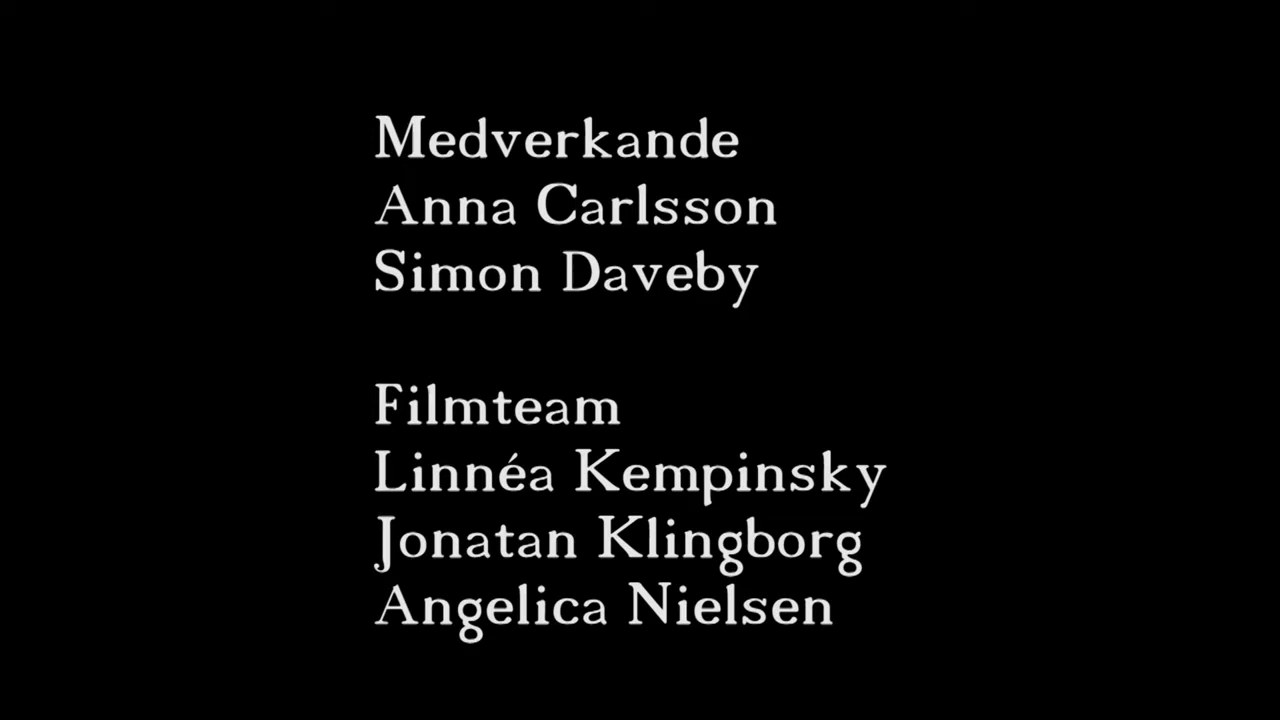 Medverkande
Anna Carlsson
Simon Daveby
Filmteam
Linnéa Kempinsky
Jonatan Klingborg
Angelica Nielsen